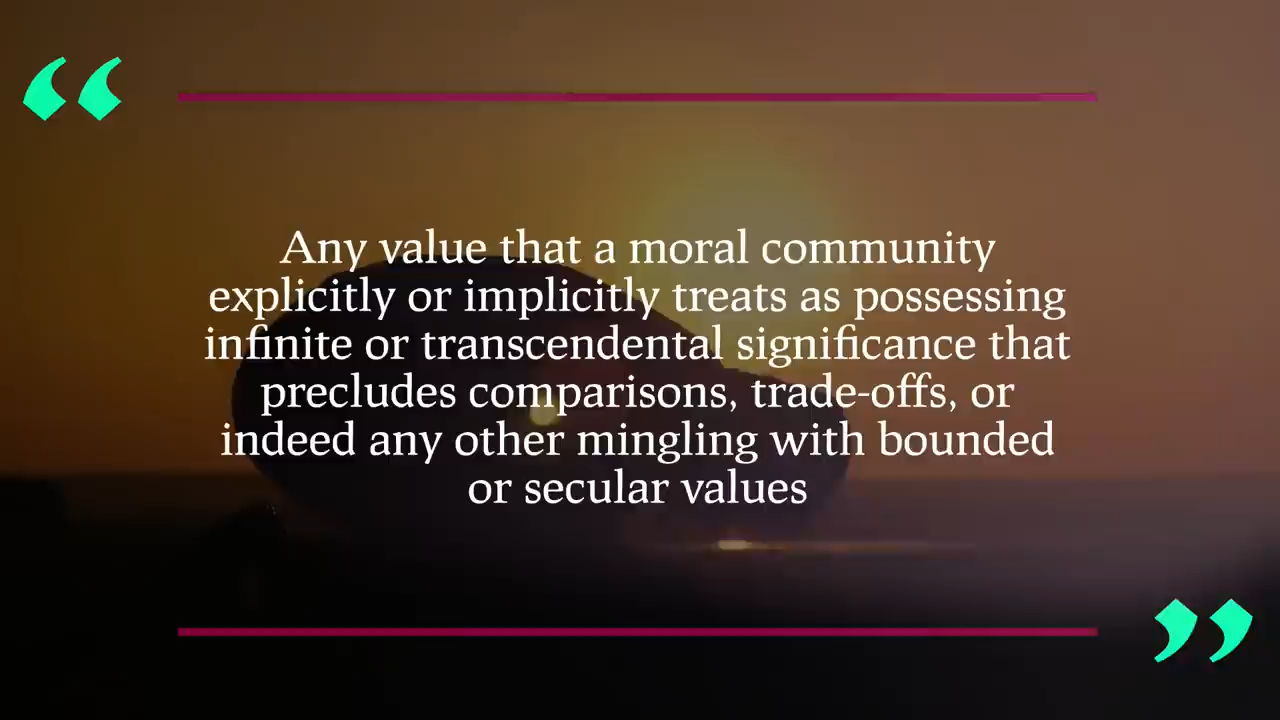 “
Any value that a moral community
explicitly or implicitly treats as possessing
infinite or transcendental significance that
precludes comparisons, trade-offs, or
indeed any other mingling with bounded
or secular values
”